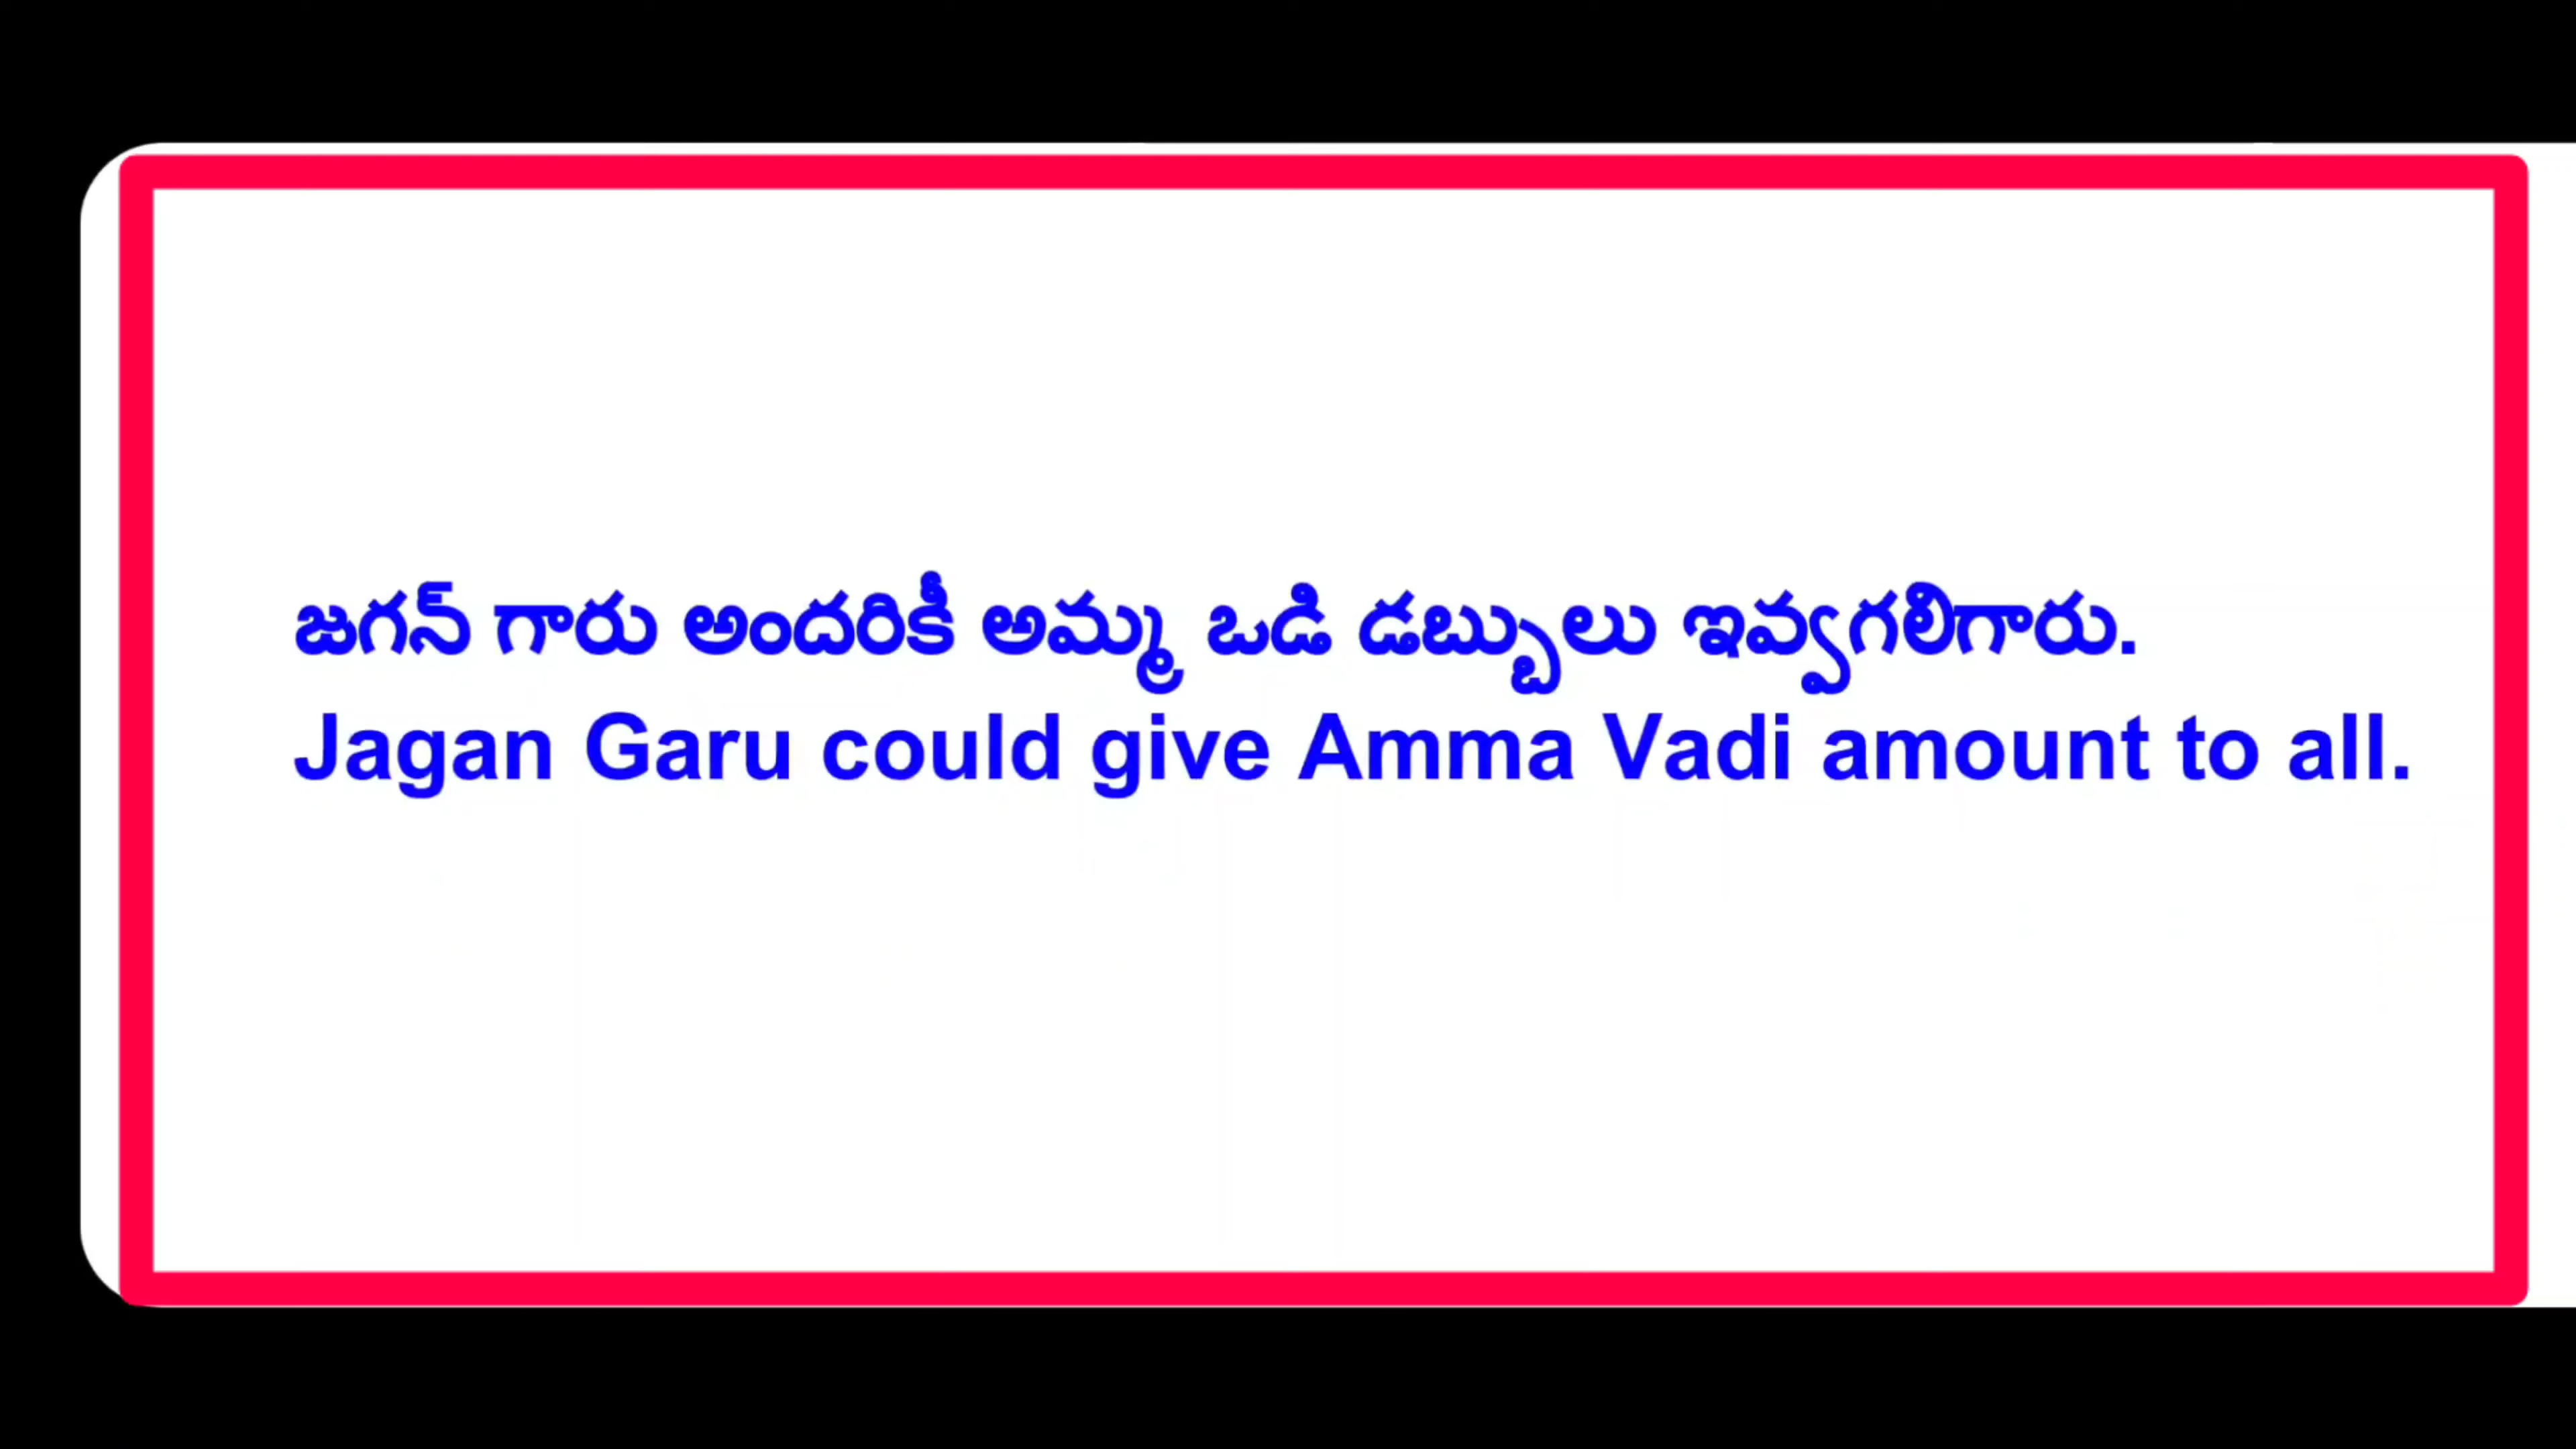 జగన్ గారు అందరికీ అమ్మ ఒడి డబ్బులు ఇవ్వగలిగారు.
Jagan Garu could give Amma Vadi amount to all.